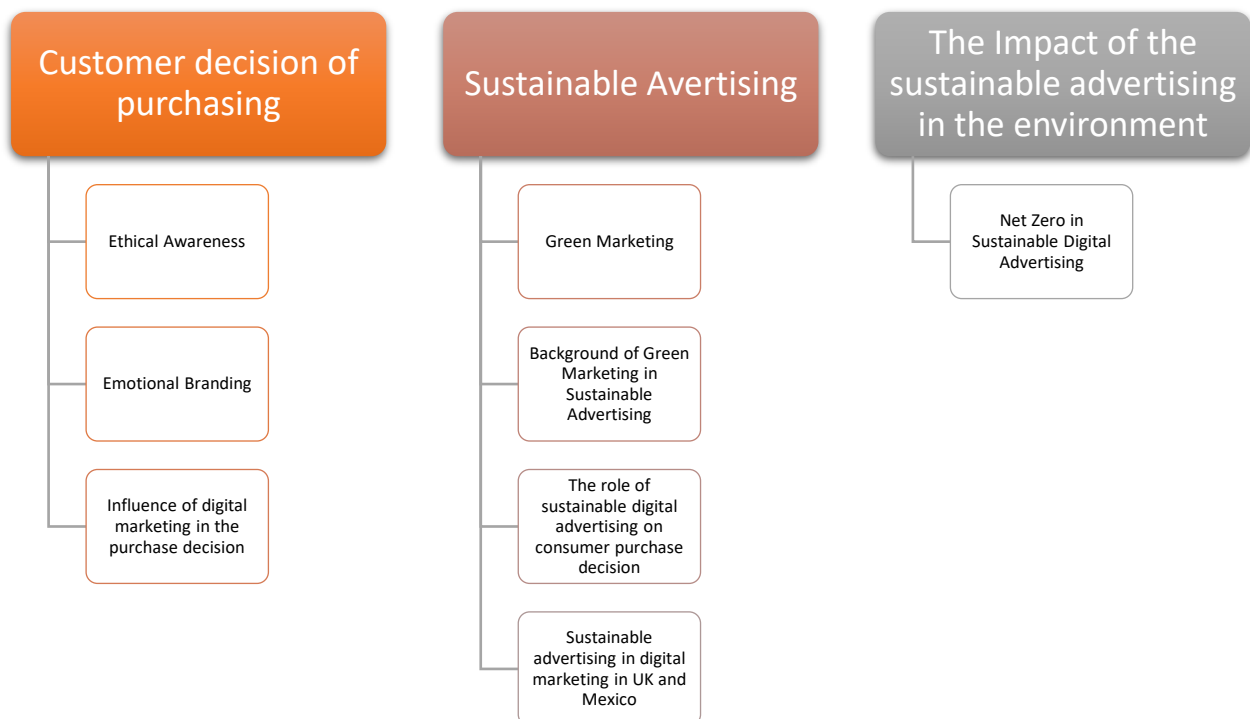 Customer decision of
purchasing
Ethical Awareness
Emotional Branding
Influence of digital
marketing in the
purchase decision
Sustainable Avertising
Green Marketing
Background of Green
Marketing in
Sustainable
Advertising
The role of
sustainable digital
advertising on
consumer purchase
decision
Sustainable
advertising in digital
marketing in UK and
Mexico
The Impact of the
sustainable advertising
in the environment
Net Zero in
Sustainable Digital
Advertising